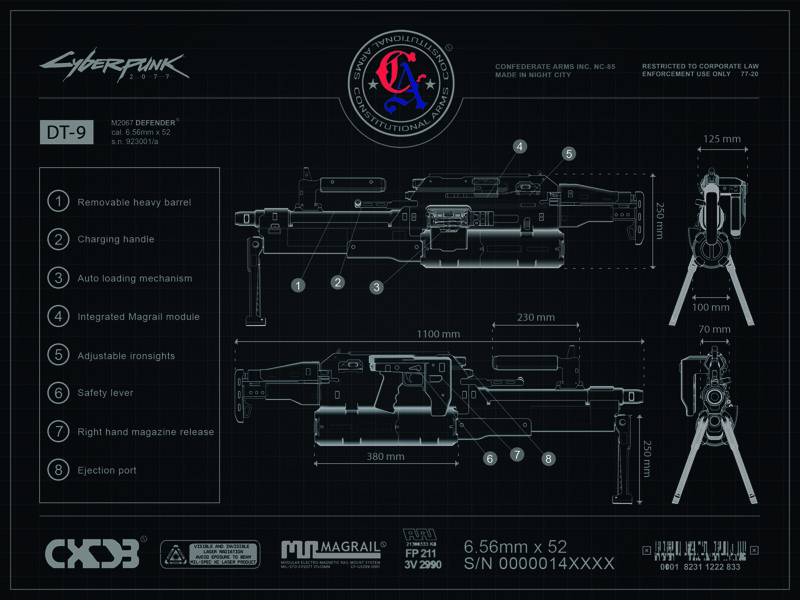 Cyberpunk
2077
CONSTITUTIONAL ARMS
CA
CONSTITUTIONAL ARMS
CONFEDERATE ARMS INC. NC-85
MADE IN NIGHT CITY
RESTRICTED TO CORPORATE LAW
ENFORCEMENT USE ONLY 77-20
DT-9
M2067 DEFENDER
cal. 6.56mm x 52
s.n. 923001/a
1 Removable heavy barrel
2 Charging handle
3 Auto loading mechanism
4 Integrated Magrail module
5 Adjustable ironsights
6 Safety lever
7 Right hand magazine release
8 Ejection port
4
5
1
2
3
250 mm
125 mm
100 mm
1100 mm
230 mm
380 mm
6
7
8
250 mm
70 mm
VISIBLE AND INVISIBLE
LASER RADIATION
AVOID EXPOSURE TO BEAM
MIL-SPEC HC LASER PRODUCT
MAGRAIL
MODULAR ELECTRO-MAGNETIC RAIL-MOUNT SYSTEM
FP 211
3V 2990
6.56mm x 52
S/N 0000014XXXX
0001 8231 1222 833